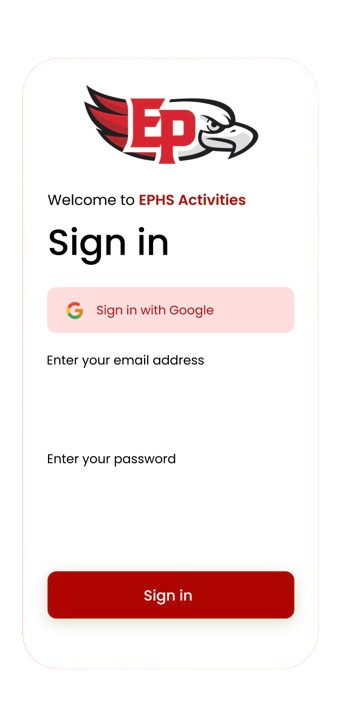 EP
Welcome to EPHS Activities
Sign in
Sign in with Google
Enter your email address
Enter your password
Sign in